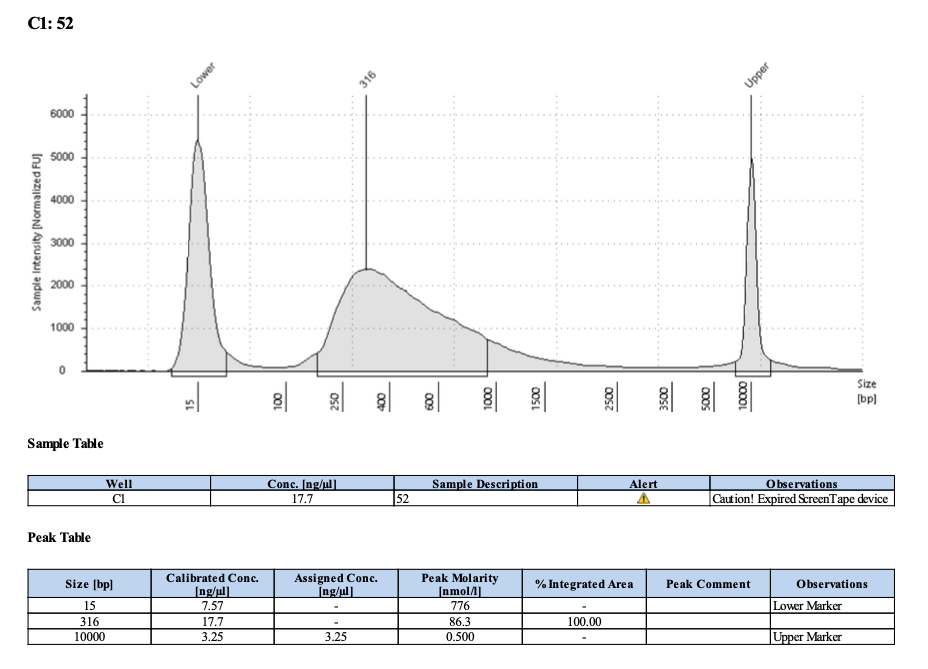 C1: 52
Lower
316
Upper
Sample Intensity [Normalized FU]
6000
5000
4000
3000
2000
1000
0
15
100
250
400
600
1000
1500
2500
3500
5000
10000
Size
[bp]
Sample Table
Well Conc. [ng/µl] Sample Description Alert Observations
C1 17.7 52 Caution! Expired ScreenTape device
Peak Table
Size [bp] Calibrated Conc. [ng/µl] Assigned Conc. [ng/µl] Peak Molarity [nmol/l] % Integrated Area Peak Comment Observations
15 7.57 - 776 - Lower Marker
316 17.7 - 86.3 100.00
10000 3.25 3.25 0.500 - Upper Marker